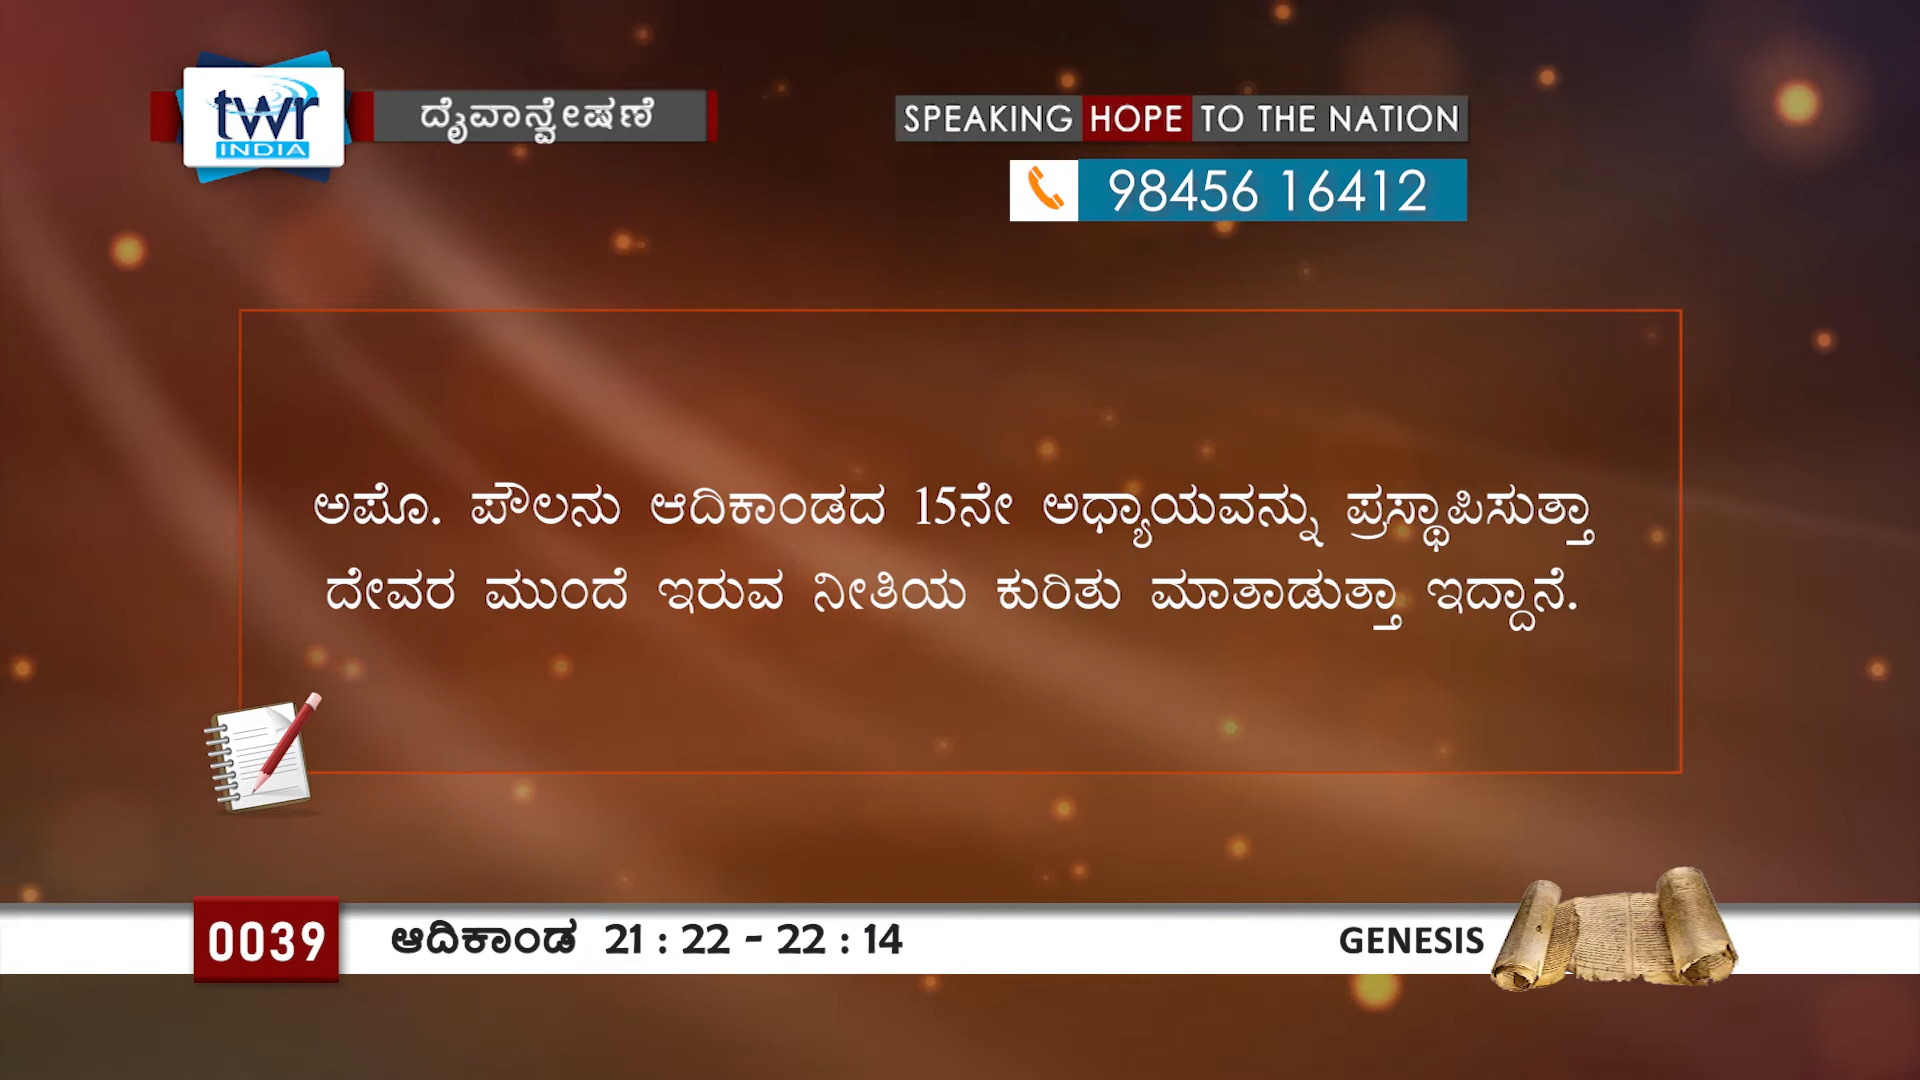 twr
INDIA
ದೈವಾನ್ವೇಷಣೆ
SPEAKING HOPE TO THE NATION
98456 16412
ಅಪೊ. ಪೌಲನು ಆದಿಕಾಂಡದ 15ನೇ ಅಧ್ಯಾಯವನ್ನು ಪ್ರಸ್ಥಾಪಿಸುತ್ತಾ
ದೇವರ ಮುಂದೆ ಇರುವ ನೀತಿಯ ಕುರಿತು ಮಾತಾಡುತ್ತಾ ಇದ್ದಾನೆ.
0039 ಆದಿಕಾಂಡ 21 : 22 - 22 : 14 GENESIS